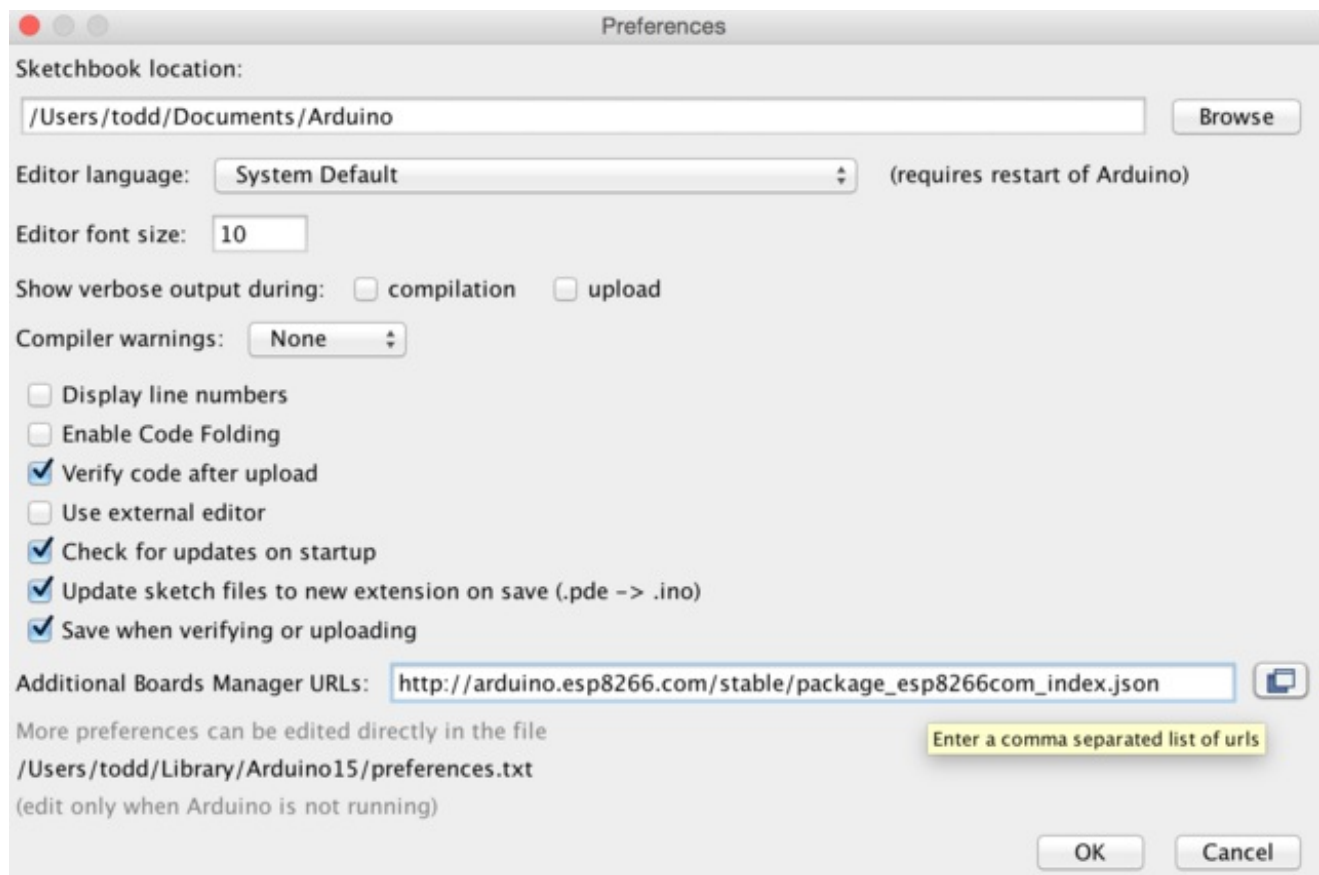 Preferences
Sketchbook location:
/Users/todd/Documents/Arduino
Browse
Editor language: System Default (requires restart of Arduino)
Editor font size: 10
Show verbose output during: compilation upload
Compiler warnings: None
Display line numbers
Enable Code Folding
Verify code after upload
Use external editor
Check for updates on startup
Update sketch files to new extension on save (.pde -> .ino)
Save when verifying or uploading
Additional Boards Manager URLs: http://arduino.esp8266.com/stable/package_esp8266com_index.json
More preferences can be edited directly in the file
Enter a comma separated list of urls
/Users/todd/Library/Arduino15/preferences.txt
(edit only when Arduino is not running)
OK Cancel